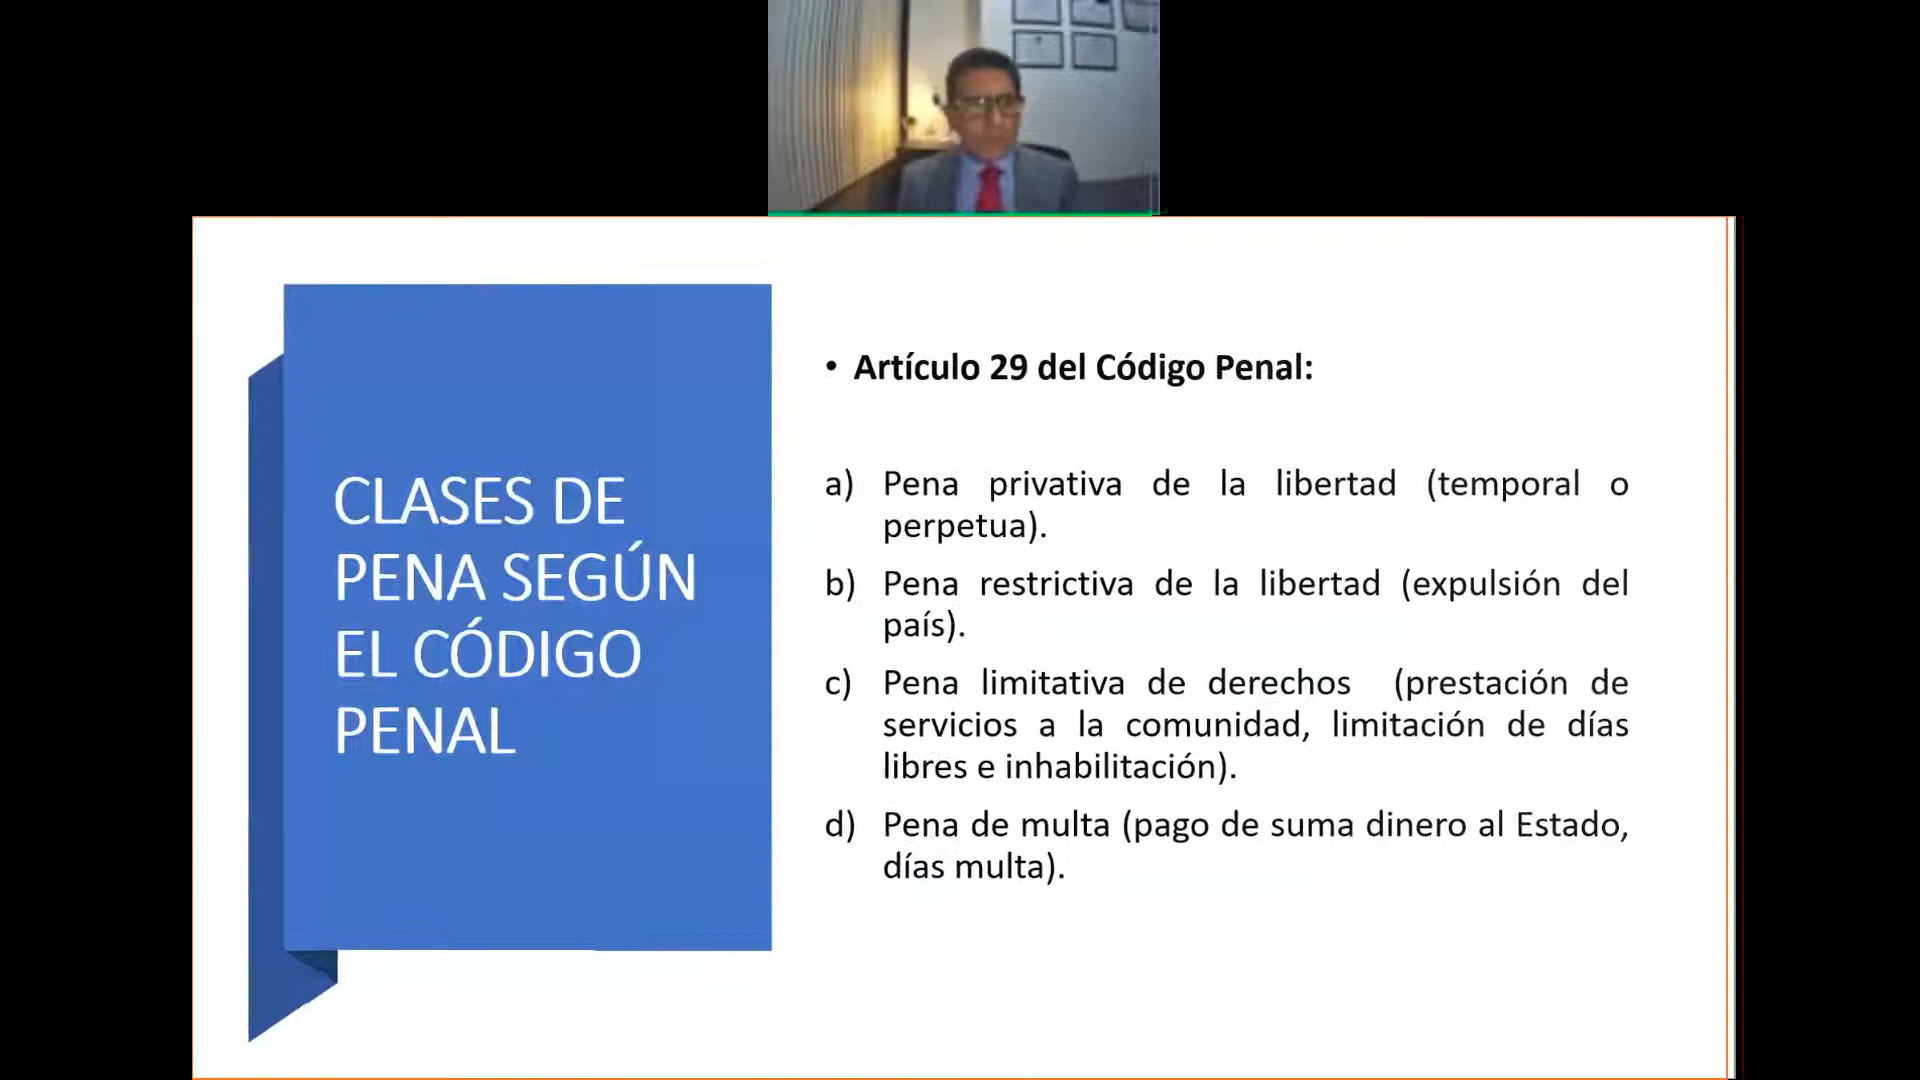 CLASES DE
PENA SEGÚN
EL CÓDIGO
PENAL
• Artículo 29 del Código Penal:
a) Pena privativa de la libertad (temporal o
perpetua).
b) Pena restrictiva de la libertad (expulsión del
país).
c) Pena limitativa de derechos (prestación de
servicios a la comunidad, limitación de días
libres e inhabilitación).
d) Pena de multa (pago de suma dinero al Estado,
días multa).